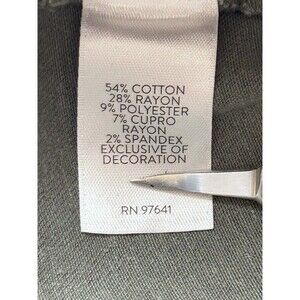 54% COTTON
28% RAYON
9% POLYESTER
7% CUPRO
RAYON
2% SPANDEX
EXCLUSIVE OF
DECORATION
RN 97641